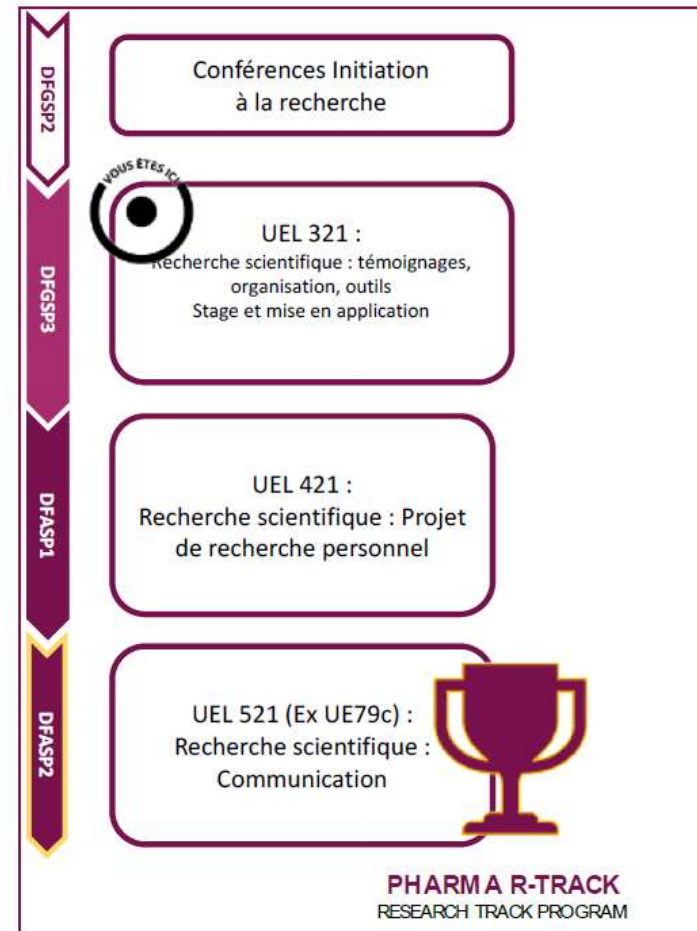 DFGSP2
Conférences Initiation
à la recherche
VOUS ÊTES ICI
DFGSP3
UEL 321 :
Recherche scientifique : témoignages,
organisation, outils
Stage et mise en application
DFASP1
UEL 421 :
Recherche scientifique : Projet
de recherche personnel
DFASP2
UEL 521 (Ex UE79c) :
Recherche scientifique :
Communication
PHARMA R-TRACK
RESEARCH TRACK PROGRAM